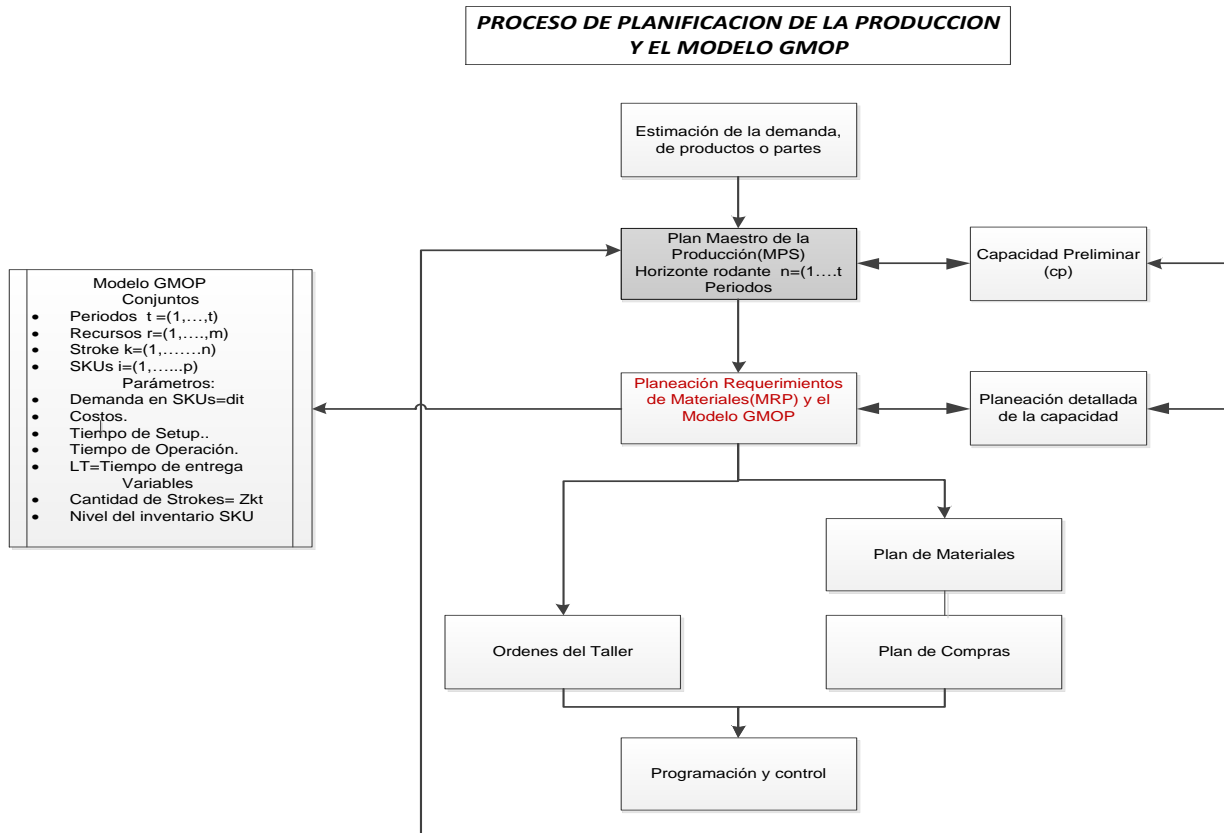 PROCESO DE PLANIFICACION DE LA PRODUCCION
Y EL MODELO GMOP
Estimación de la demanda,
de productos o partes
Plan Maestro de la
Producción(MPS)
Horizonte rodante n=(1....t
Periodos
Capacidad Preliminar
(cp)
Modelo GMOP
Conjuntos
• Periodos t =(1,...,t)
• Recursos r=(1,....,m)
• Stroke k=(1,.......n)
• SKUs i=(1,......p)
Parámetros:
• Demanda en SKUs=dit
• Costos.
• Tiempo de Setup..
• Tiempo de Operación.
• LT=Tiempo de entrega
Variables
• Cantidad de Strokes= Zkt
• Nivel del inventario SKU
Planeación Requerimientos
de Materiales(MRP) y el
Modelo GMOP
Planeación detallada
de la capacidad
Plan de Materiales
Ordenes del Taller
Plan de Compras
Programación y control